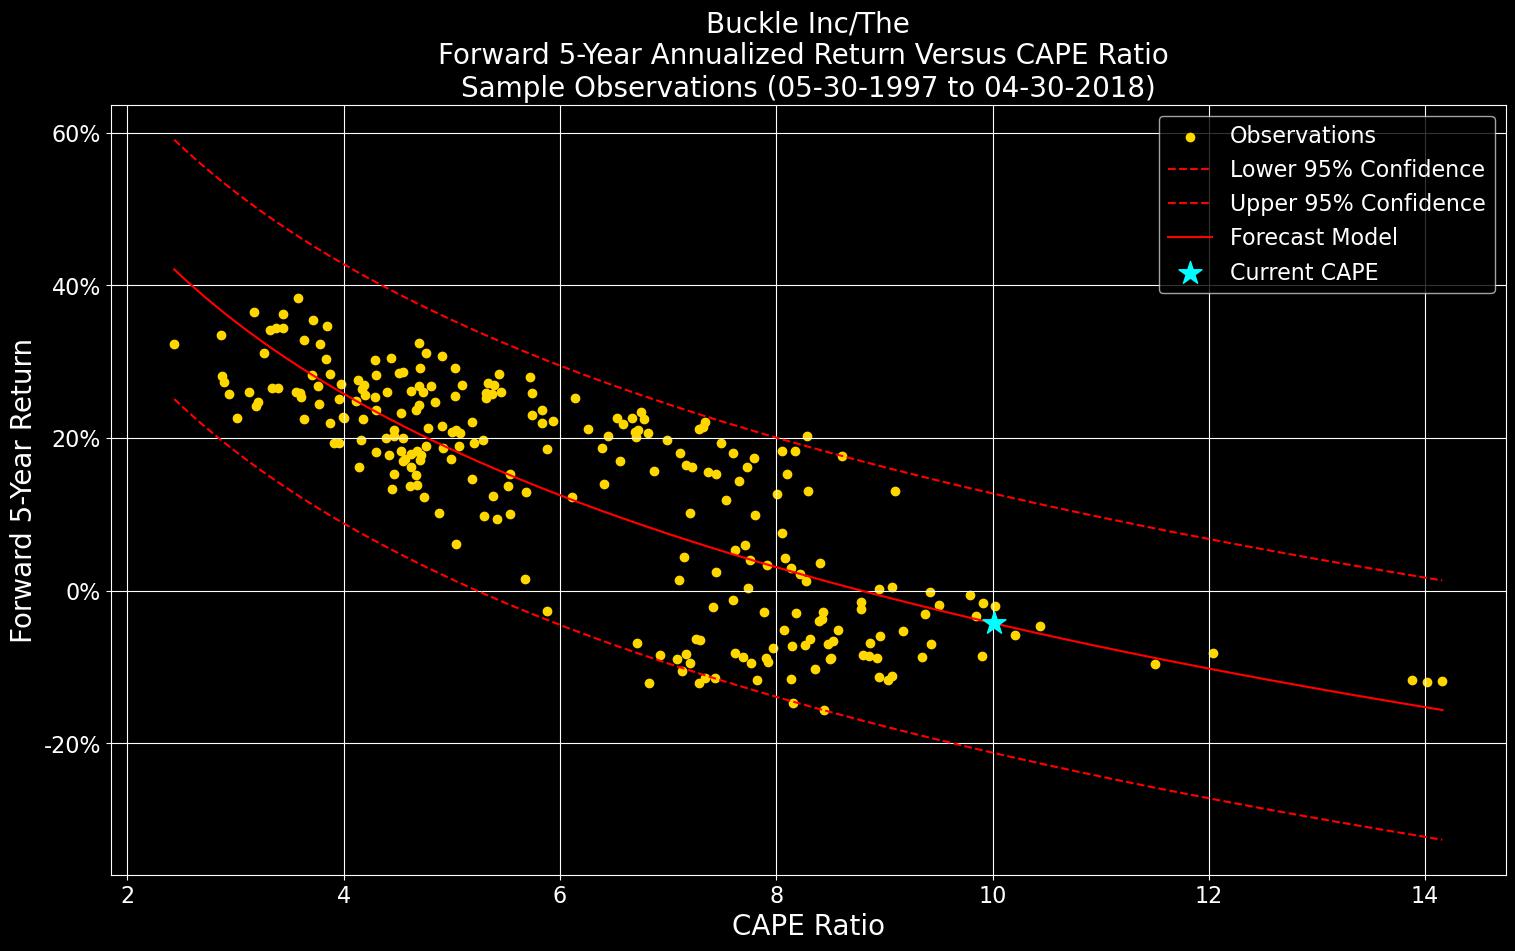 Buckle Inc/The
Forward 5-Year Annualized Return Versus CAPE Ratio
Sample Observations (05-30-1997 to 04-30-2018)
Observations
Lower 95% Confidence
Upper 95% Confidence
Forecast Model
Current CAPE
Forward 5-Year Return
60%
40%
20%
0%
-20%
2 4 6 8 10 12 14
CAPE Ratio